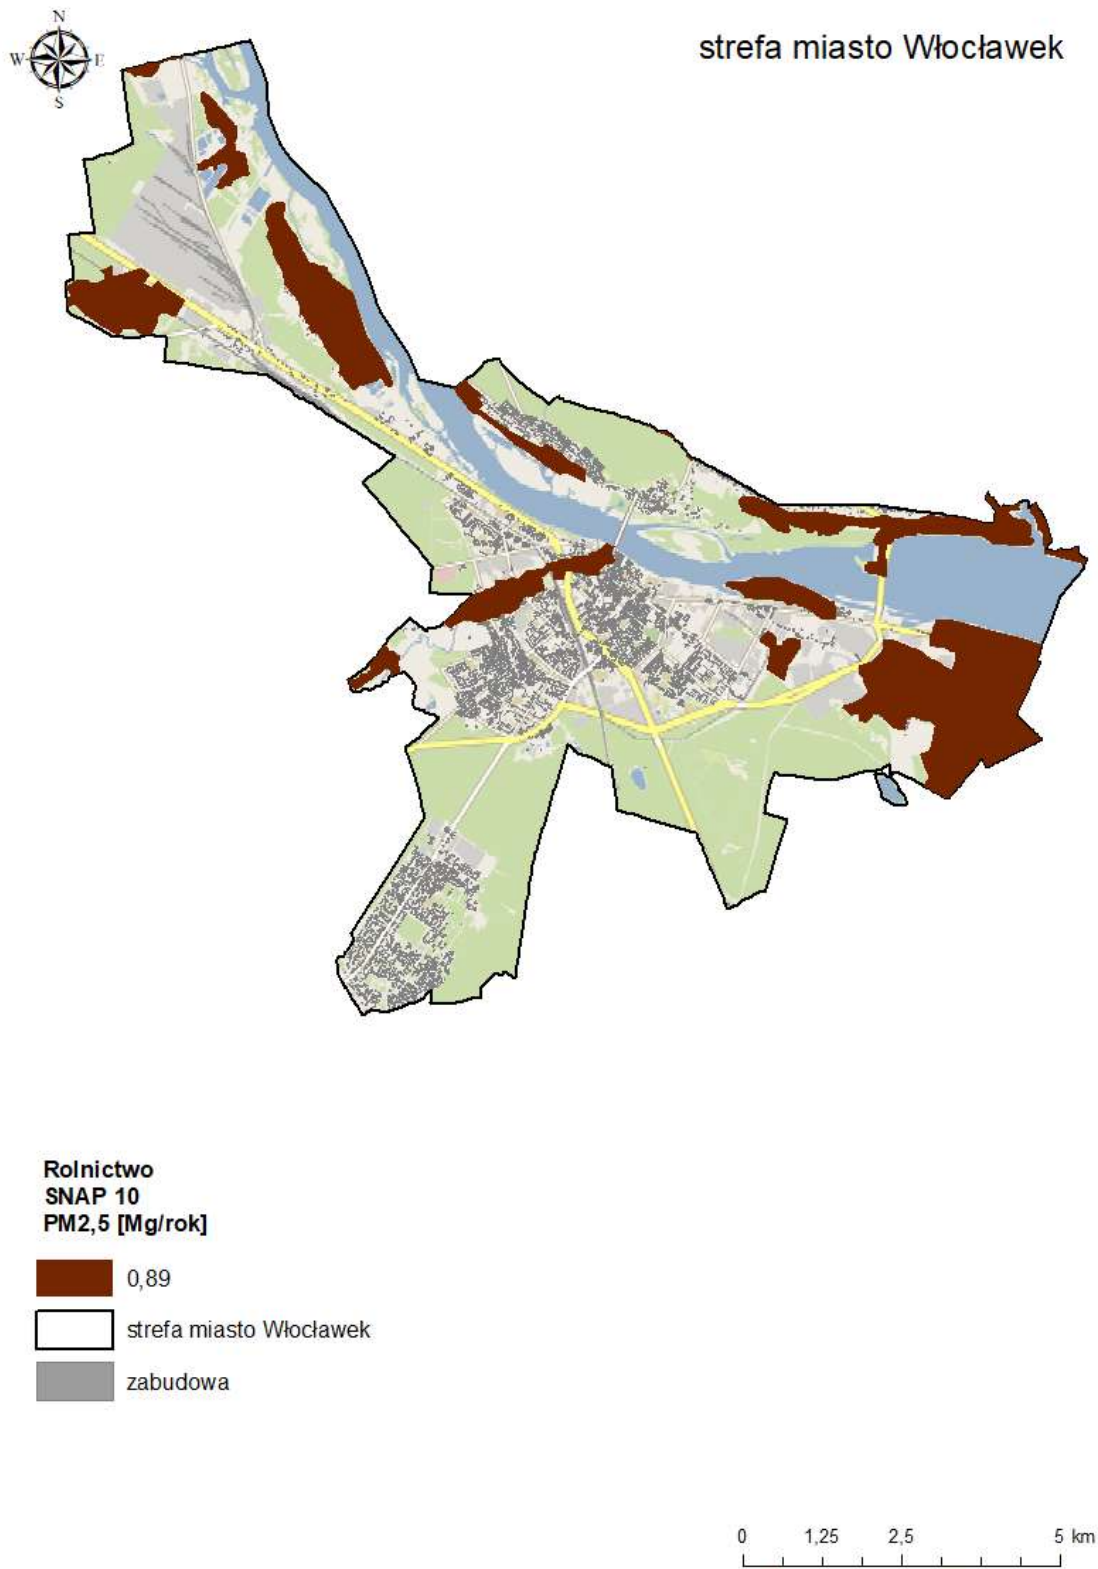 N
W E
S
strefa miasto Włocławek
Rolnictwo
SNAP 10
PM2,5 [Mg/rok]
0,89
strefa miasto Włocławek
zabudowa
0 1,25 2,5 5 km